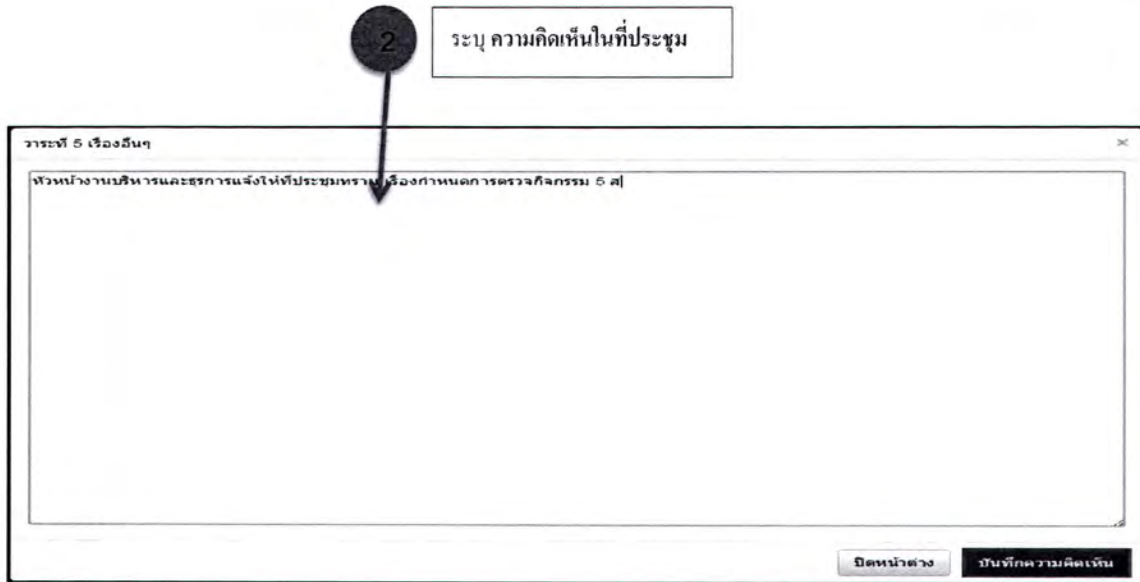 2
ระบุ ความคิดเห็นในที่ประชุม
วาระที่ 5 เรื่องอื่นๆ
หัวหน้างานบริหารและธุรการแจ้งให้ที่ประชุมทราบ เรื่องกำหนดการตรวจกิจกรรม 5 ส
ปิดหน้าต่าง
บันทึกความคิดเห็น